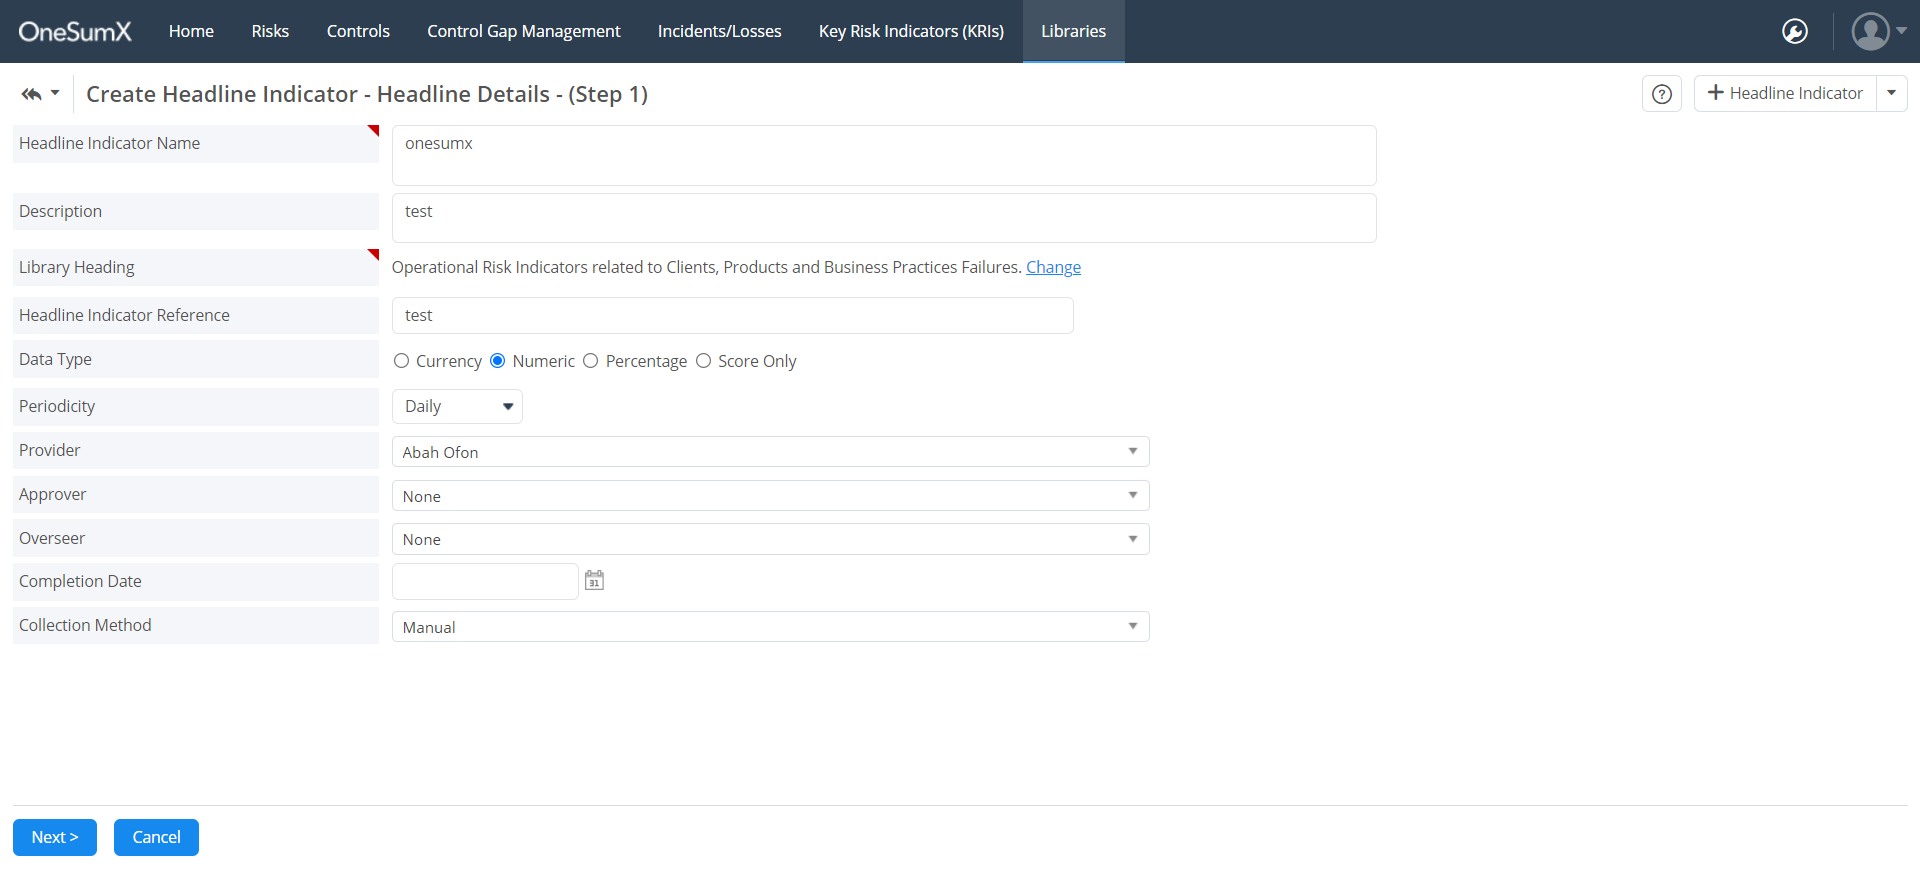 OneSumX Home Risks Controls Control Gap Management Incidents/Losses Key Risk Indicators (KRIs) Libraries
Create Headline Indicator - Headline Details - (Step 1) ? + Headline Indicator
Headline Indicator Name onesumx
Description test
Library Heading Operational Risk Indicators related to Clients, Products and Business Practices Failures. Change
Headline Indicator Reference test
Data Type Currency Numeric Percentage Score Only
Periodicity Daily
Provider Abah Ofon
Approver None
Overseer None
Completion Date 31
Collection Method Manual
Next > Cancel